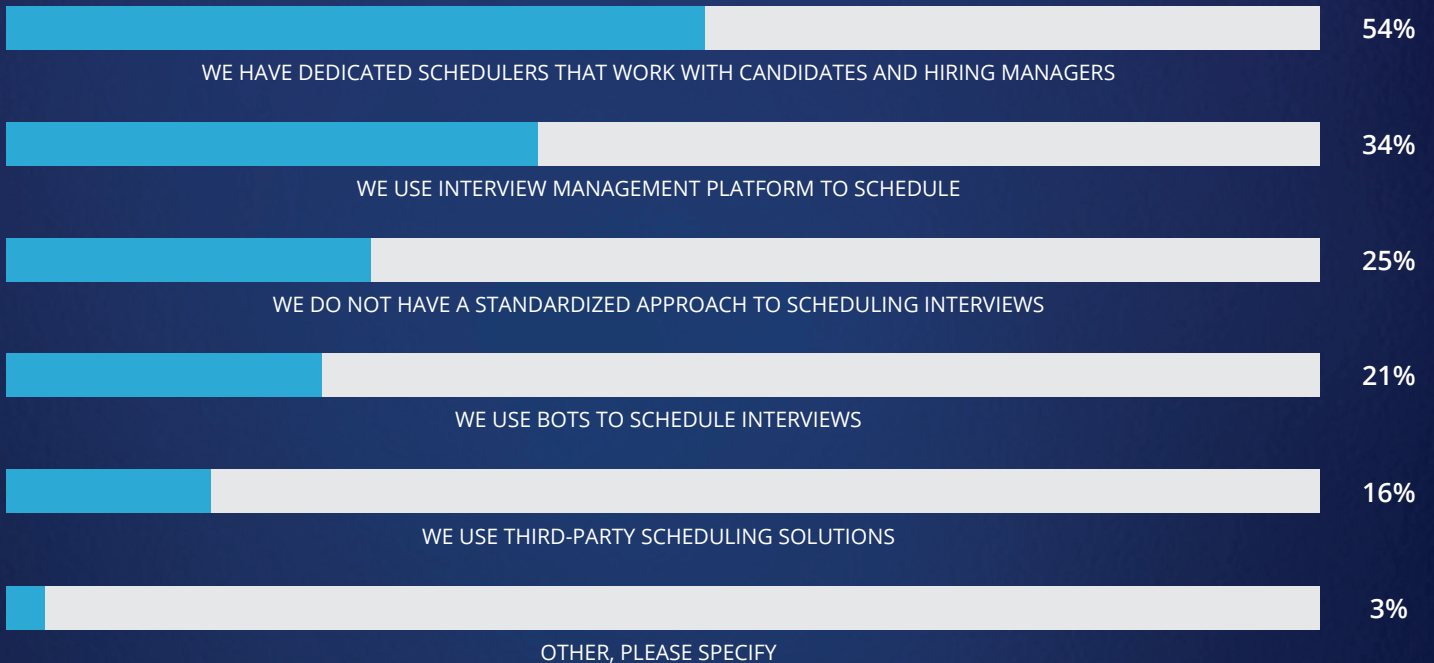 54%
WE HAVE DEDICATED SCHEDULERS THAT WORK WITH CANDIDATES AND HIRING MANAGERS
34%
WE USE INTERVIEW MANAGEMENT PLATFORM TO SCHEDULE
25%
WE DO NOT HAVE A STANDARDIZED APPROACH TO SCHEDULING INTERVIEWS
21%
WE USE BOTS TO SCHEDULE INTERVIEWS
16%
WE USE THIRD-PARTY SCHEDULING SOLUTIONS
3%
OTHER, PLEASE SPECIFY